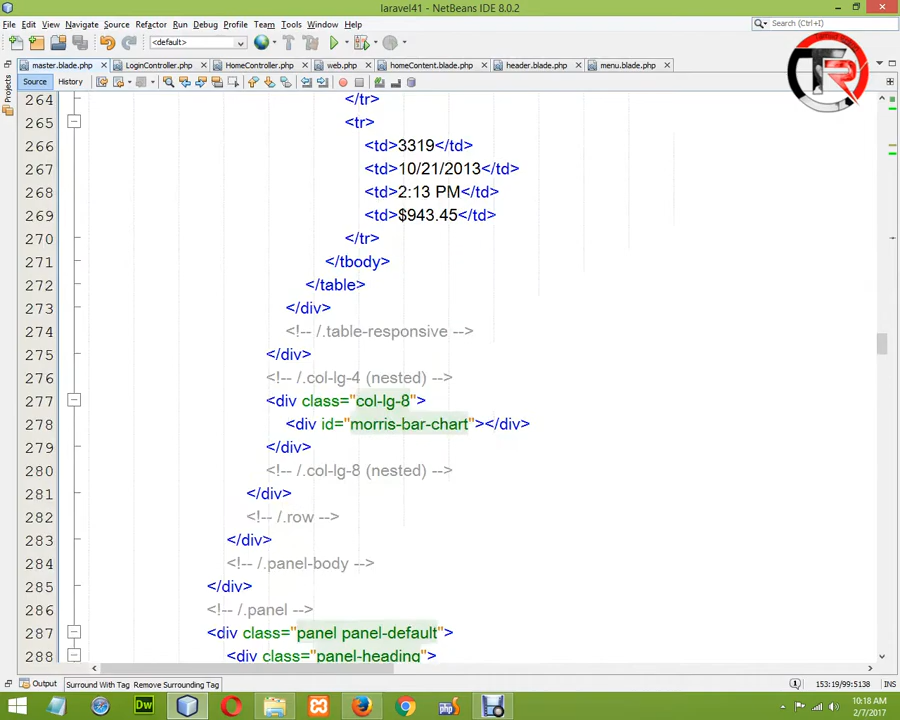 laravel41 - NetBeans IDE 8.0.2
File Edit View Navigate Source Refactor Run Debug Profile Team Tools Window Help
Search (Ctrl+I)
<default>
master.blade.php LoginController.php HomeController.php web.php homeContent.blade.php header.blade.php menu.blade.php
Source History
Projects
264 </tr>
265 <tr>
266 <td>3319</td>
267 <td>10/21/2013</td>
268 <td>2:13 PM</td>
269 <td>$943.45</td>
270 </tr>
271 </tbody>
272 </table>
273 </div>
274 <!-- /.table-responsive -->
275 </div>
276 <!-- /.col-lg-4 (nested) -->
277 <div class="col-lg-8">
278 <div id="morris-bar-chart"></div>
279 </div>
280 <!-- /.col-lg-8 (nested) -->
281 </div>
282 <!-- /.row -->
283 </div>
284 <!-- /.panel-body -->
285 </div>
286 <!-- /.panel -->
287 <div class="panel panel-default">
288 <div class="panel-heading">
Output Surround With Tag Remove Surrounding Tag 153:19/99:5138 INS
10:18 AM
2/7/2017